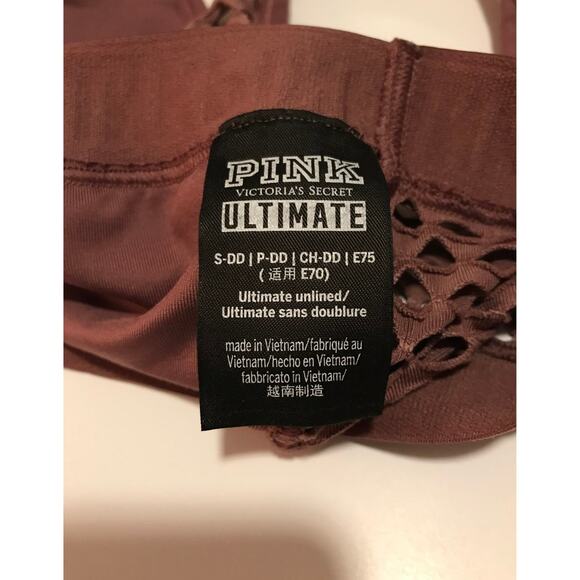 PINK
VICTORIA'S SECRET
ULTIMATE
S-DD | P-DD | CH-DD | E75
( 适用 E70)
Ultimate unlined/
Ultimate sans doublure
made in Vietnam/fabriqué au
Vietnam/hecho en Vietnam/
fabbricato in Vietnam/
越南制造